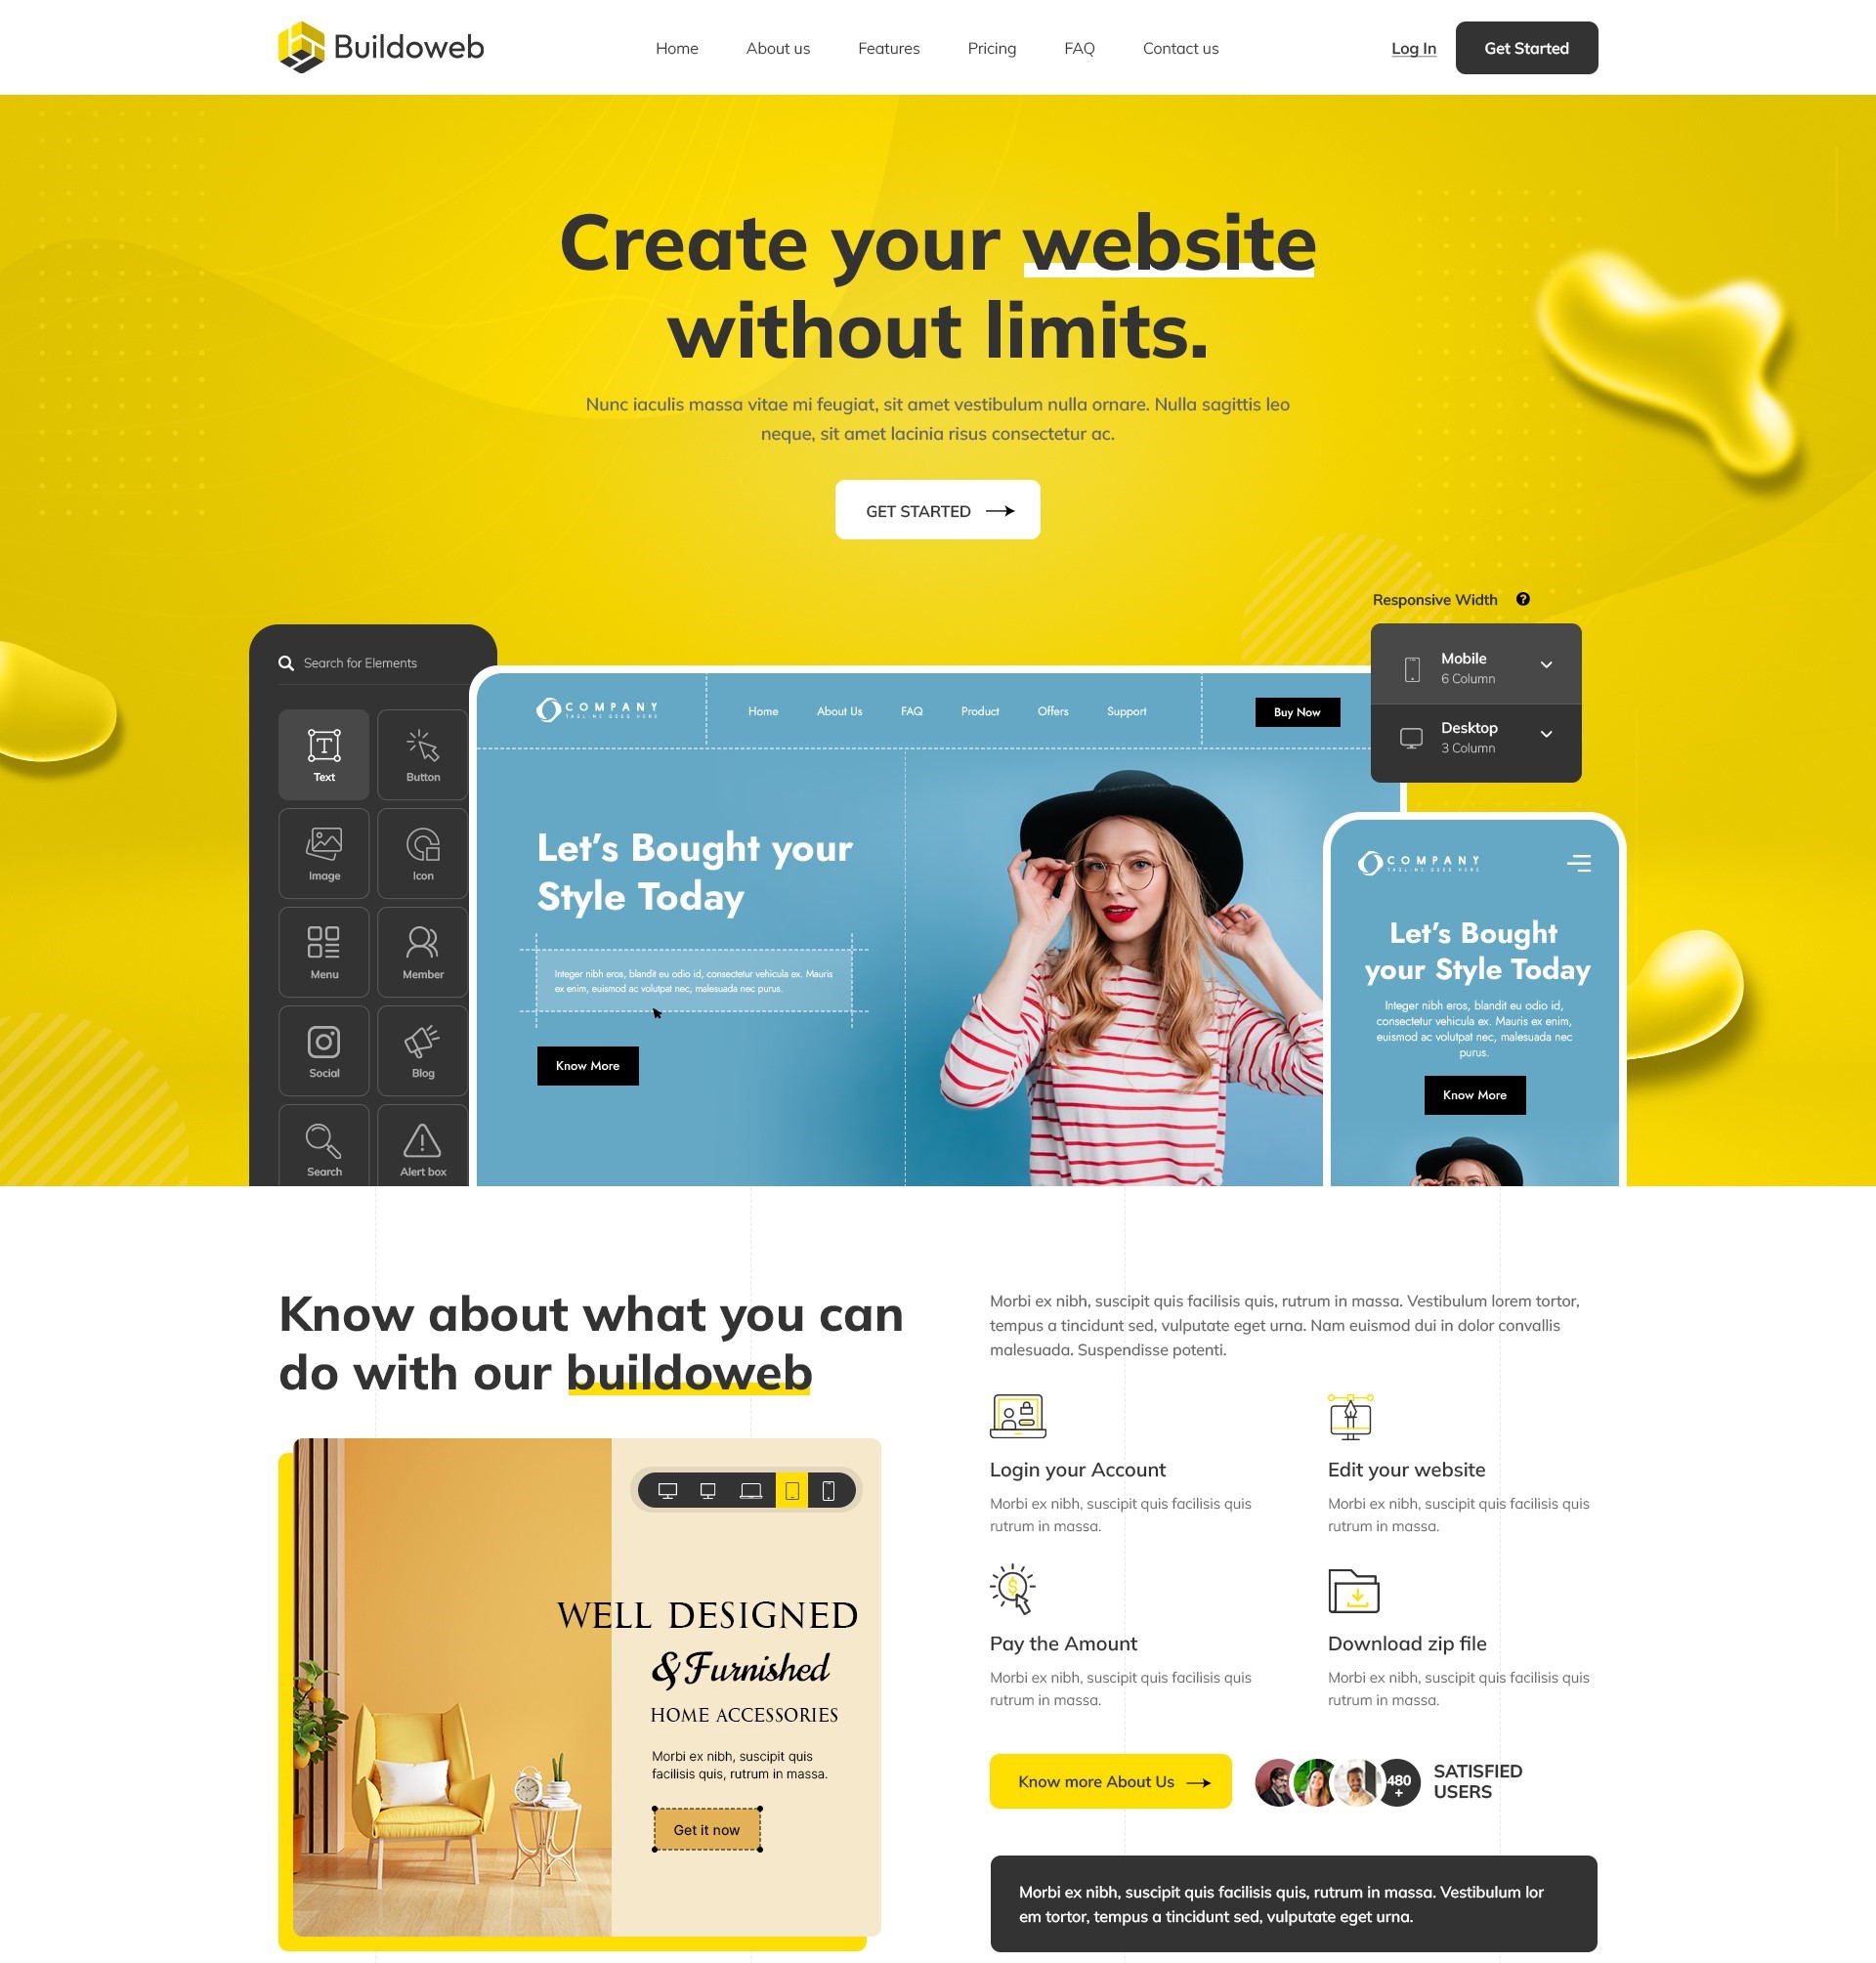 Buildoweb
Home About us Features Pricing FAQ Contact us
Log In Get Started
Create your website
without limits.
Nunc iaculis massa vitae mi feugiat, sit amet vestibulum nulla ornare. Nulla sagittis leo
neque, sit amet lacinia risus consectetur ac.
GET STARTED
Responsive Width ?
Mobile
6 Column
Desktop
3 Column
Search for Elements
Text Button
Image Icon
Menu Member
Social Blog
Search Alert box
COMPANY
TAGLINE GOES HERE
Home About Us FAQ Product Offers Support
Buy Now
Let's Bought your
Style Today
Integer nibh eros, blandit eu odio id, consectetur vehicula ex. Mauris
ex enim, euismod ac volutpat nec, malesuada nec purus.
Know More
COMPANY
TAGLINE GOES HERE
Let's Bought
your Style Today
Integer nibh eros, blandit eu odio id,
consectetur vehicula ex. Mauris ex enim,
euismod ac volutpat nec, malesuada nec
purus.
Know More
Know about what you can
do with our buildoweb
WELL DESIGNED
& Furnished
HOME ACCESSORIES
Morbi ex nibh, suscipit quis
facilisis quis, rutrum in massa.
Get it now
Morbi ex nibh, suscipit quis facilisis quis, rutrum in massa. Vestibulum lorem tortor,
tempus a tincidunt sed, vulputate eget urna. Nam euismod dui in dolor convallis
malesuada. Suspendisse potenti.
Login your Account
Morbi ex nibh, suscipit quis facilisis quis
rutrum in massa.
Edit your website
Morbi ex nibh, suscipit quis facilisis quis
rutrum in massa.
Pay the Amount
Morbi ex nibh, suscipit quis facilisis quis
rutrum in massa.
Download zip file
Morbi ex nibh, suscipit quis facilisis quis
rutrum in massa.
Know more About Us
480
+
SATISFIED
USERS
Morbi ex nibh, suscipit quis facilisis quis, rutrum in massa. Vestibulum lor
em tortor, tempus a tincidunt sed, vulputate eget urna.